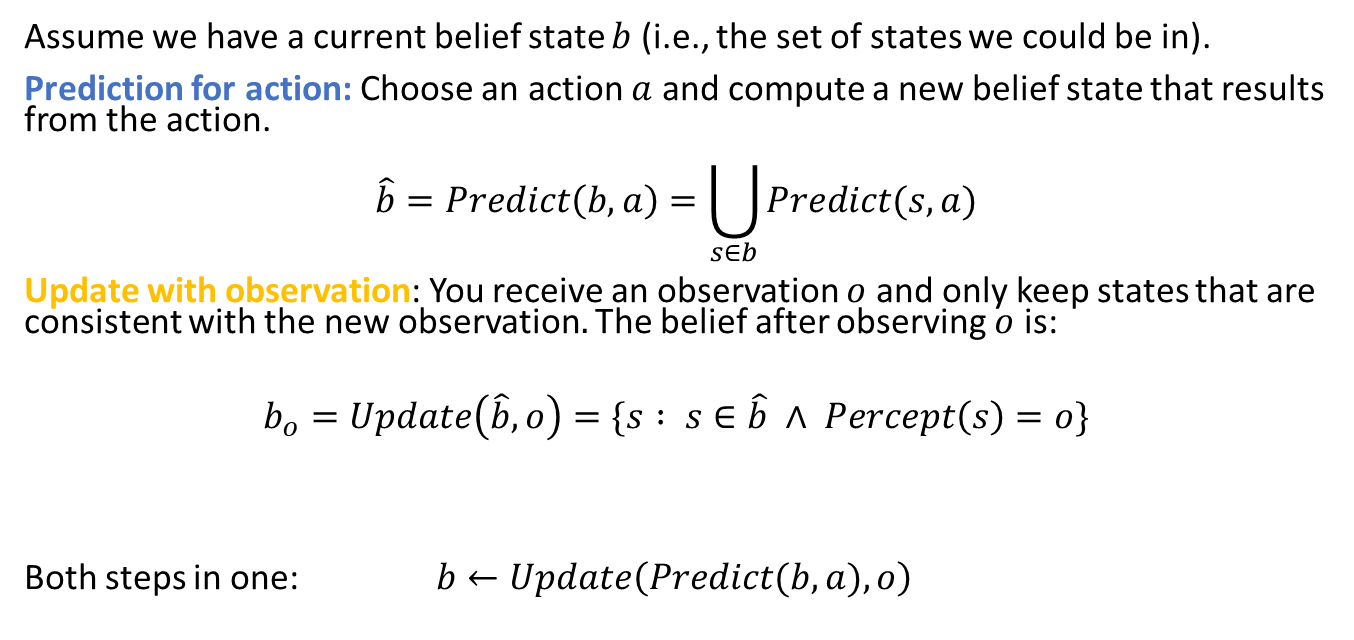 Assume we have a current belief state b (i.e., the set of states we could be in).
Prediction for action: Choose an action a and compute a new belief state that results
from the action.
b̂ = Predict(b, a) = ⋃ Predict(s, a)
s∈b
Update with observation: You receive an observation o and only keep states that are
consistent with the new observation. The belief after observing o is:
bₒ = Update(b̂, o) = {s : s ∈ b̂ ∧ Percept(s) = o}
Both steps in one: b ← Update(Predict(b, a), o)